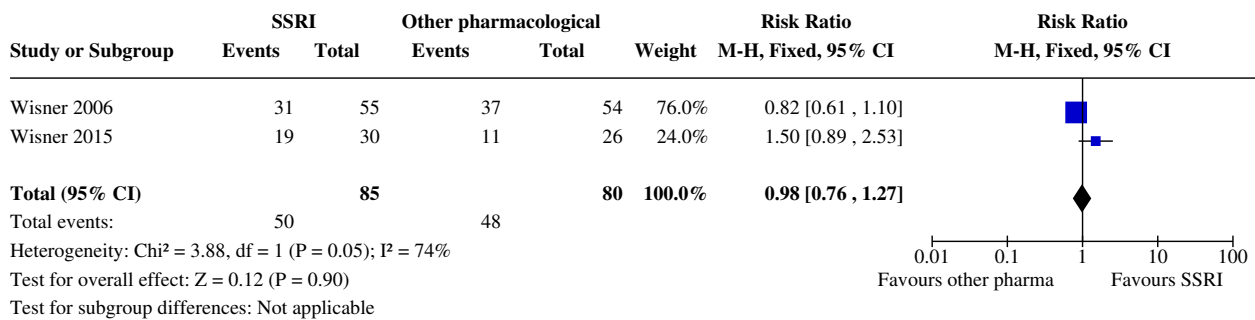 SSRI Other pharmacological Risk Ratio Risk Ratio
Study or Subgroup Events Total Events Total Weight M-H, Fixed, 95% CI M-H, Fixed, 95% CI
Wisner 2006 31 55 37 54 76.0% 0.82 [0.61 , 1.10]
Wisner 2015 19 30 11 26 24.0% 1.50 [0.89 , 2.53]
Total (95% CI) 85 80 100.0% 0.98 [0.76 , 1.27]
Total events: 50 48
Heterogeneity: Chi² = 3.88, df = 1 (P = 0.05); I² = 74%
0.01 0.1 1 10 100
Test for overall effect: Z = 0.12 (P = 0.90)
Favours other pharma Favours SSRI
Test for subgroup differences: Not applicable